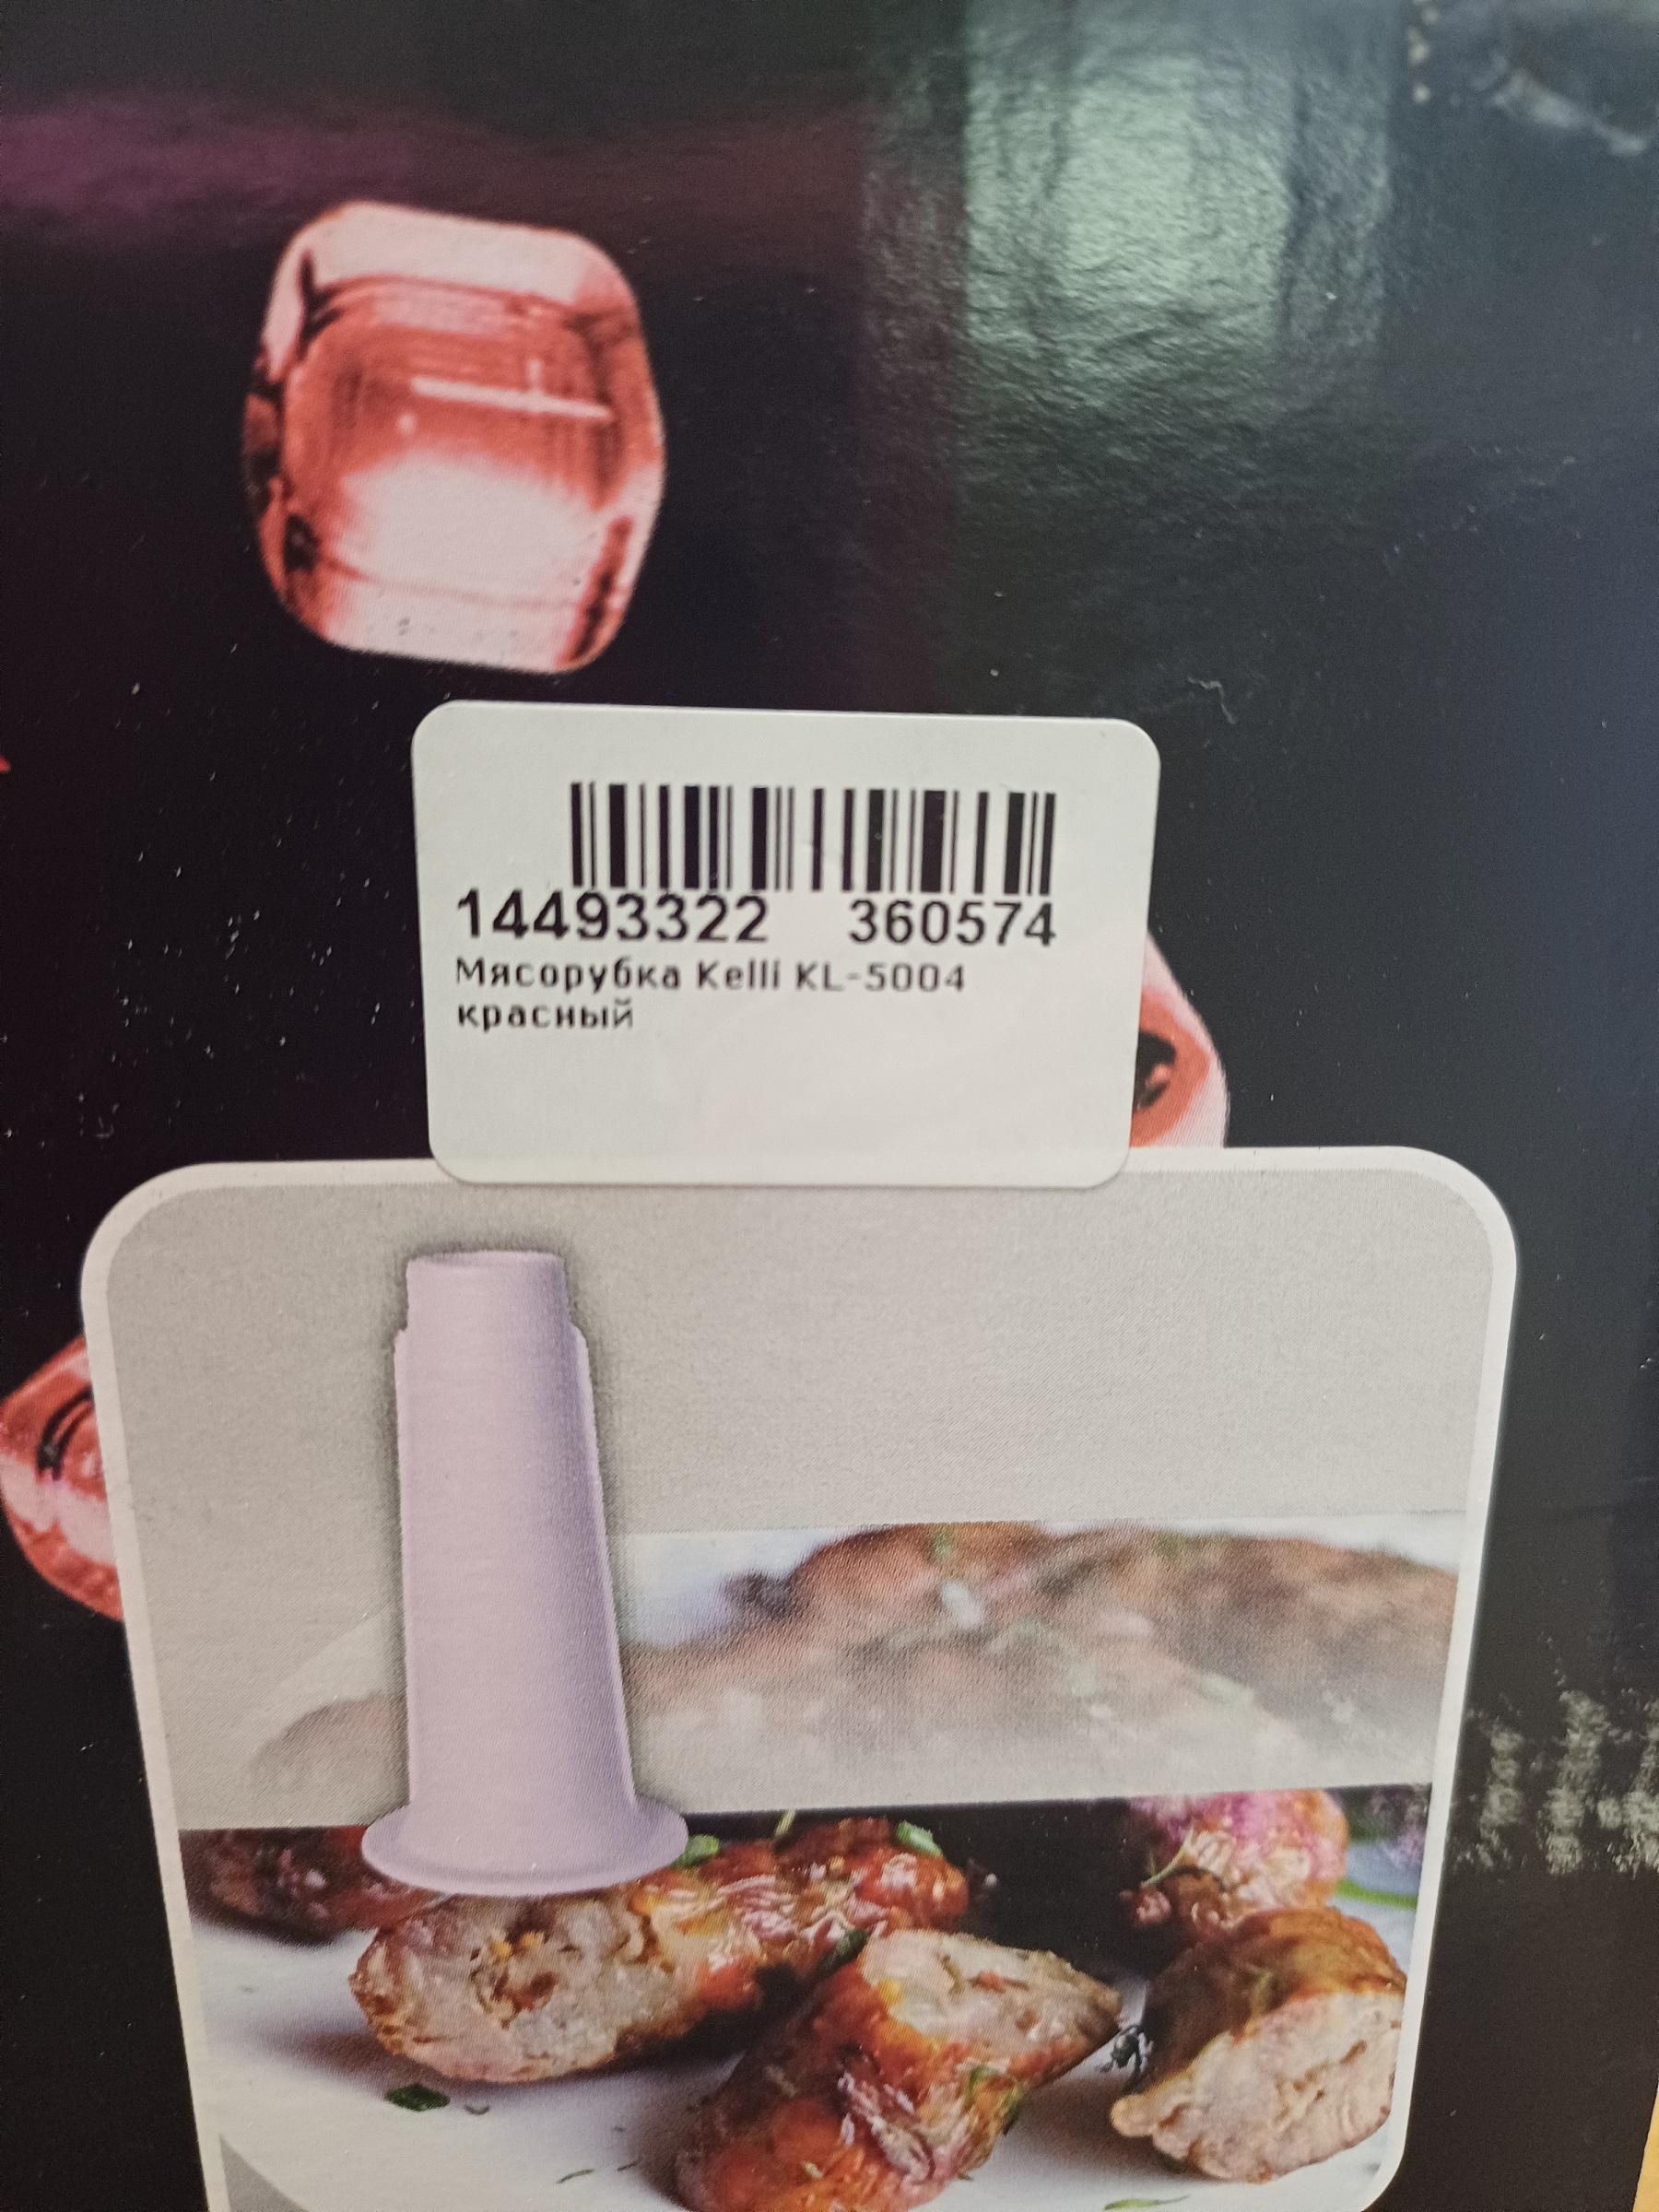 14493322 360574
Мясорубка Kelli KL-5004
красный